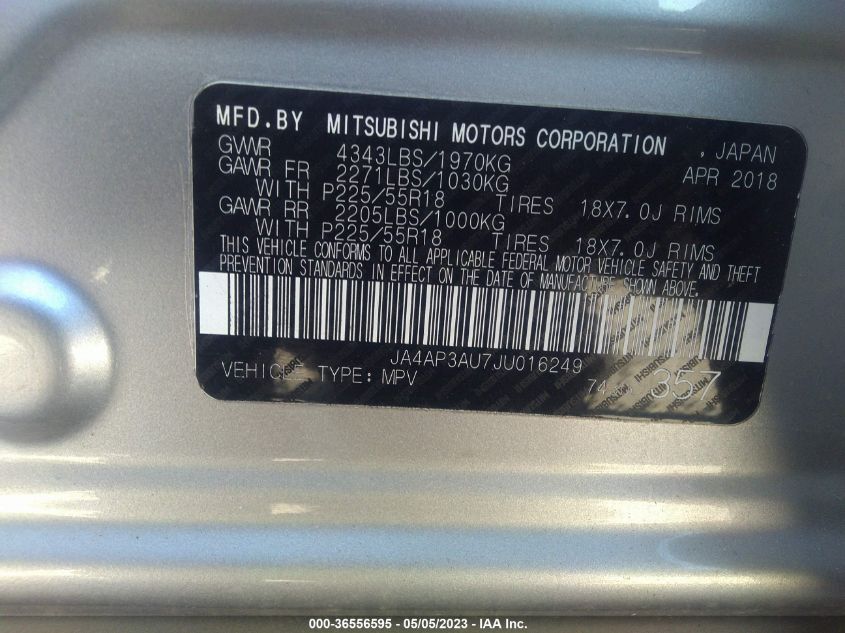 MFD.BY MITSUBISHI MOTORS CORPORATION , JAPAN
GVWR 4343LBS/1970KG APR 2018
GAWR FR 2271LBS/1030KG
WITH P225/55R18 TIRES 18X7.0J RIMS
GAWR RR 2205LBS/1000KG
WITH P225/55R18 TIRES 18X7.0J RIMS
THIS VEHICLE CONFORMS TO ALL APPLICABLE FEDERAL MOTOR VEHICLE SAFETY AND THEFT
PREVENTION STANDARDS IN EFFECT ON THE DATE OF MANUFACTURE SHOWN ABOVE.
JA4AP3AU7JU016249
VEHICLE TYPE: MPV 74 357
000-36556595 — 05/05/2023 — IAA Inc.